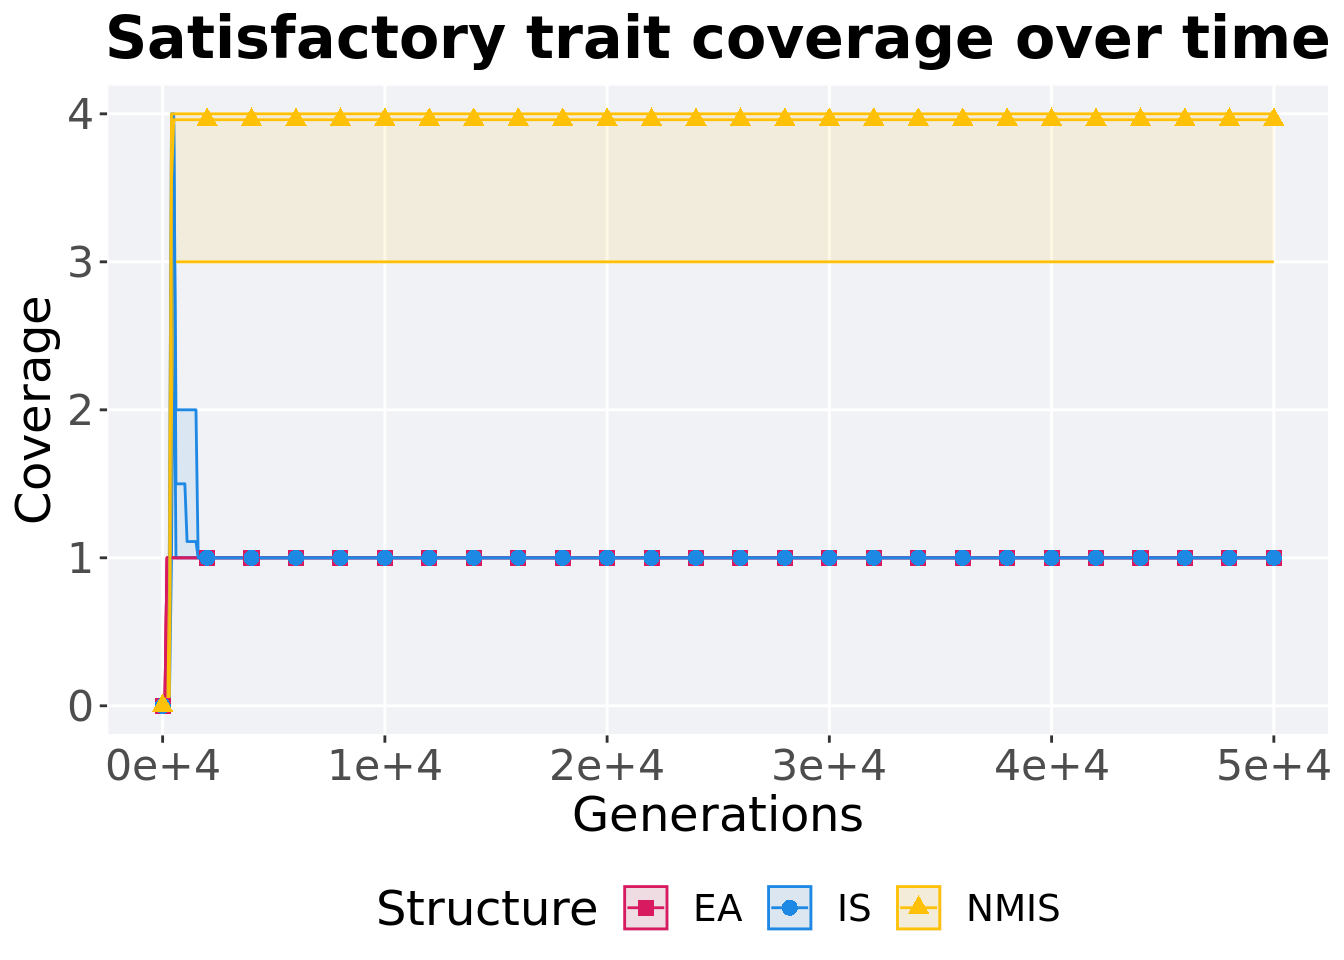 Satisfactory trait coverage over time
Coverage
4
3
2
1
0
0e+4 1e+4 2e+4 3e+4 4e+4 5e+4
Generations
Structure EA IS NMIS